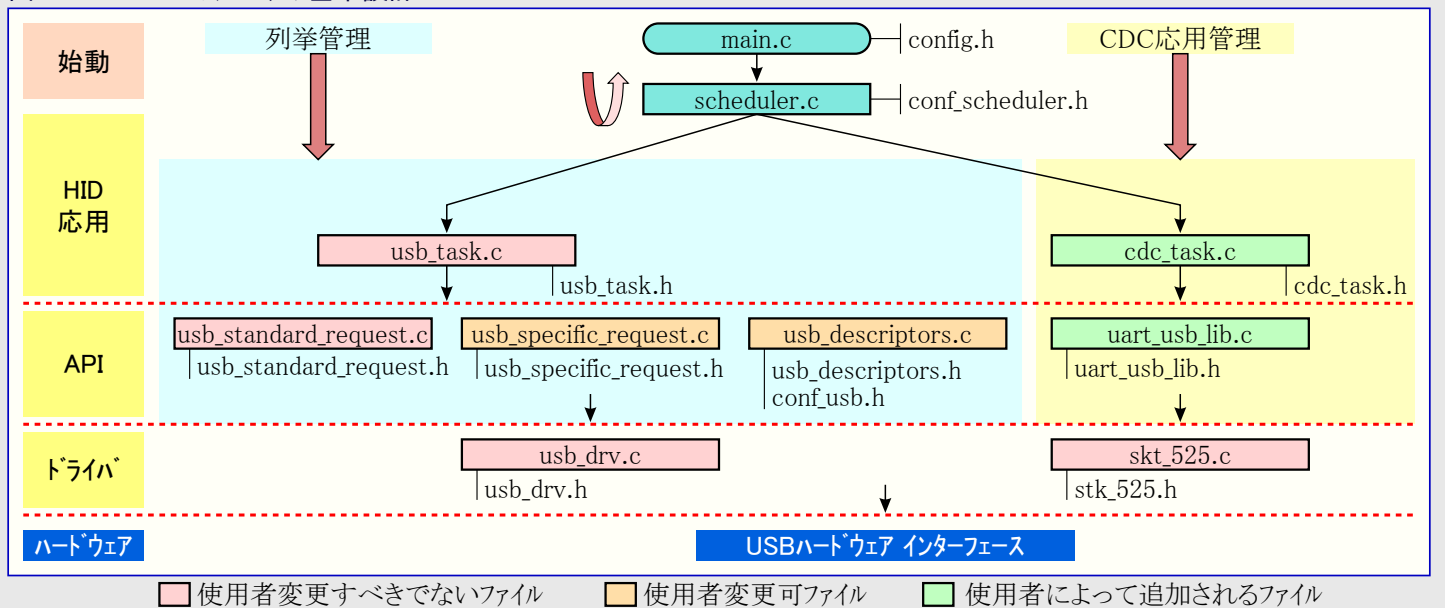 列挙管理
main.c
config.h
CDC応用管理
始動
scheduler.c
conf_scheduler.h
HID
応用
usb_task.c
usb_task.h
cdc_task.c
cdc_task.h
API
usb_standard_request.c
usb_standard_request.h
usb_specific_request.c
usb_specific_request.h
usb_descriptors.c
usb_descriptors.h
conf_usb.h
uart_usb_lib.c
uart_usb_lib.h
ドライバ
usb_drv.c
usb_drv.h
skt_525.c
stk_525.h
ハードウェア
USBハードウェア インターフェース
使用者変更すべきでないファイル
使用者変更可ファイル
使用者によって追加されるファイル